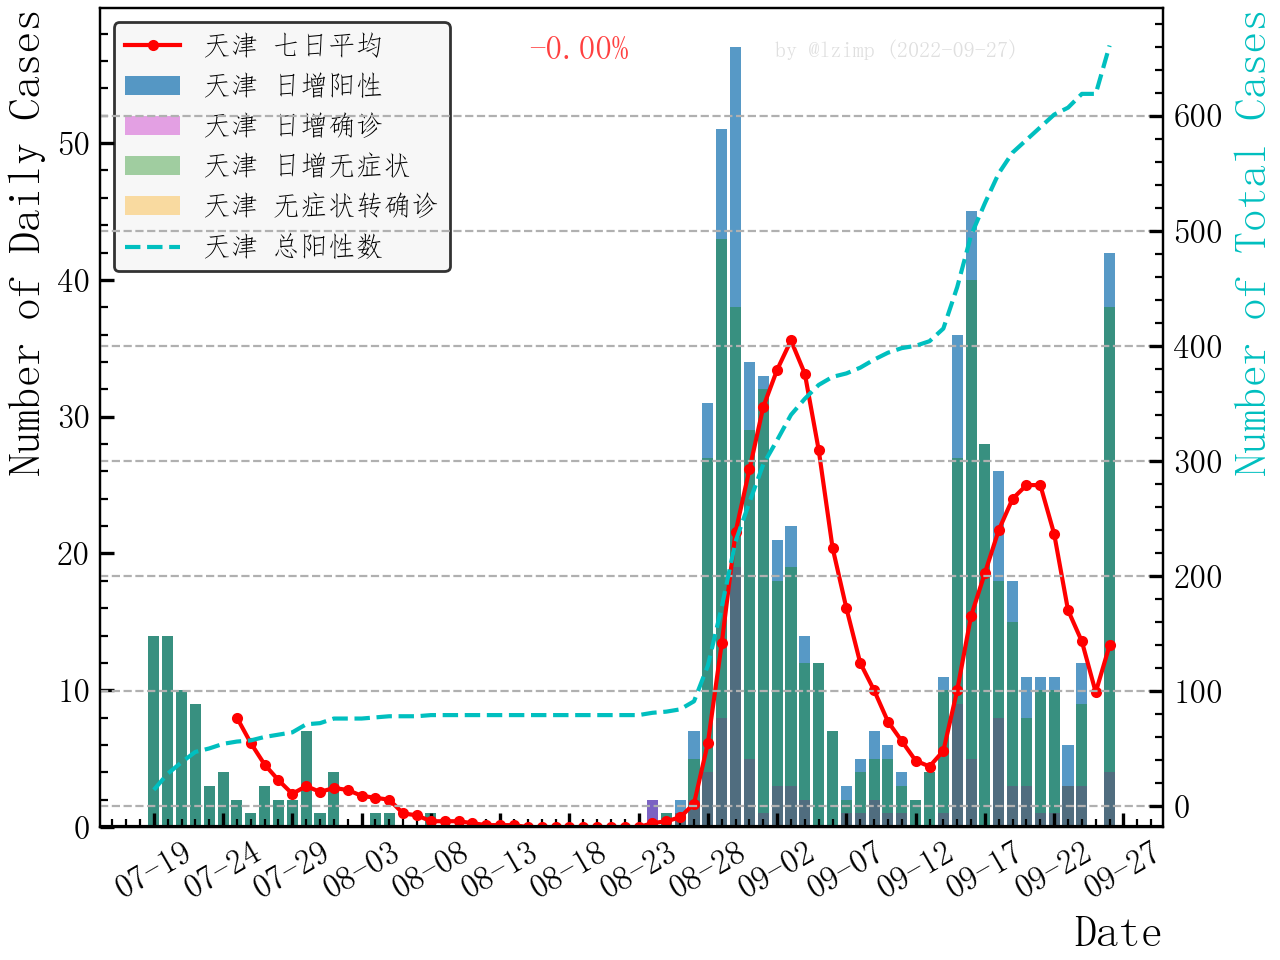 天津 七日平均
天津 日增阳性
天津 日增确诊
天津 日增无症状
天津 无症状转确诊
天津 总阳性数
-0.00%
by @lzimp (2022-09-27)
Number of Daily Cases
50
40
30
20
10
0
600
500
400
300
200
100
0
Number of Total Cases
07-19
07-24
07-29
08-03
08-08
08-13
08-18
08-23
08-28
09-02
09-07
09-12
09-17
09-22
09-27
Date